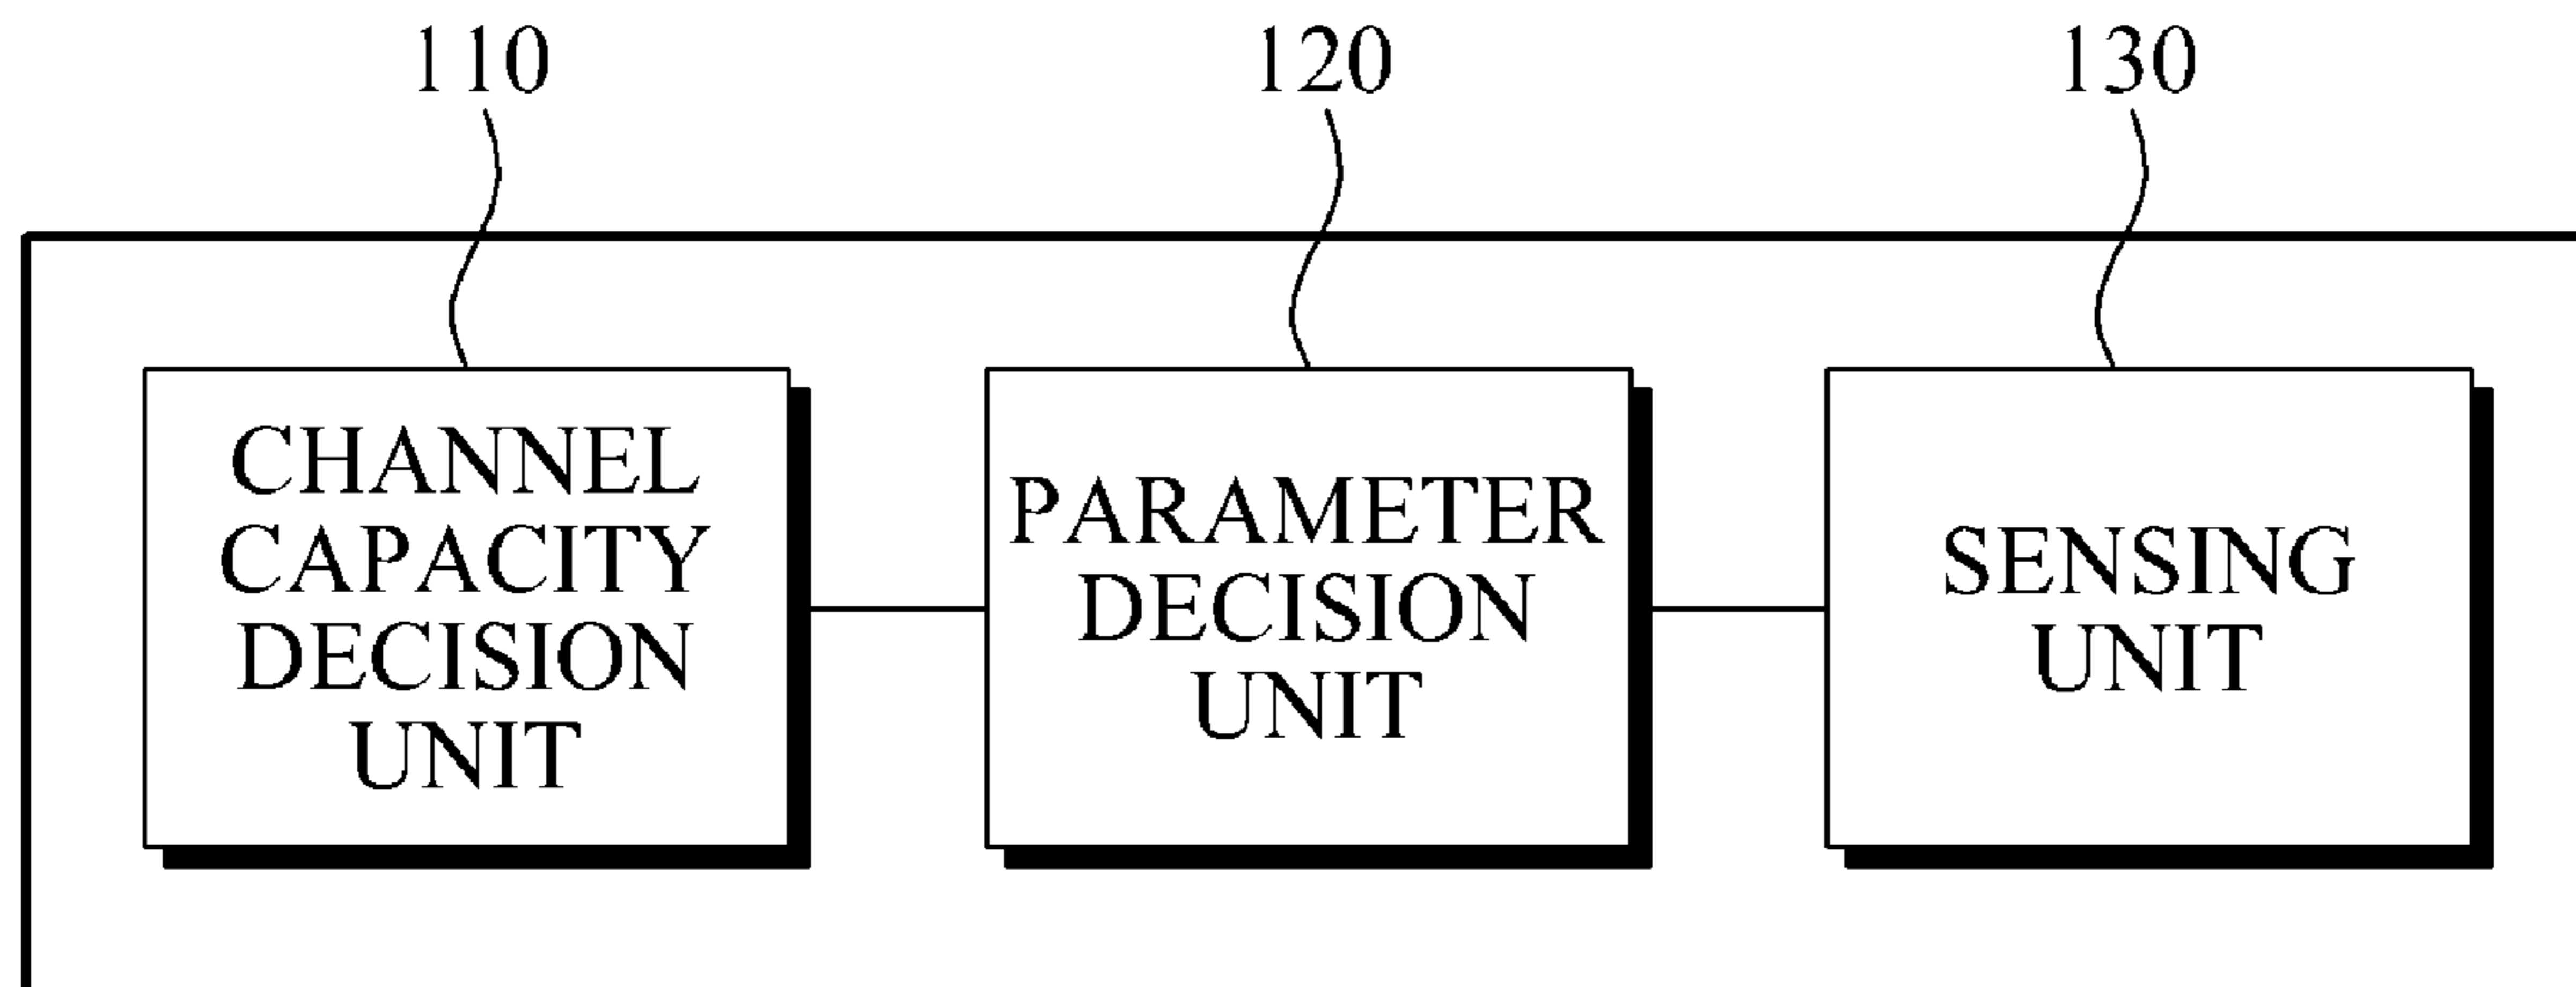 110
120
130
CHANNEL
CAPACITY
DECISION
UNIT
PARAMETER
DECISION
UNIT
SENSING
UNIT